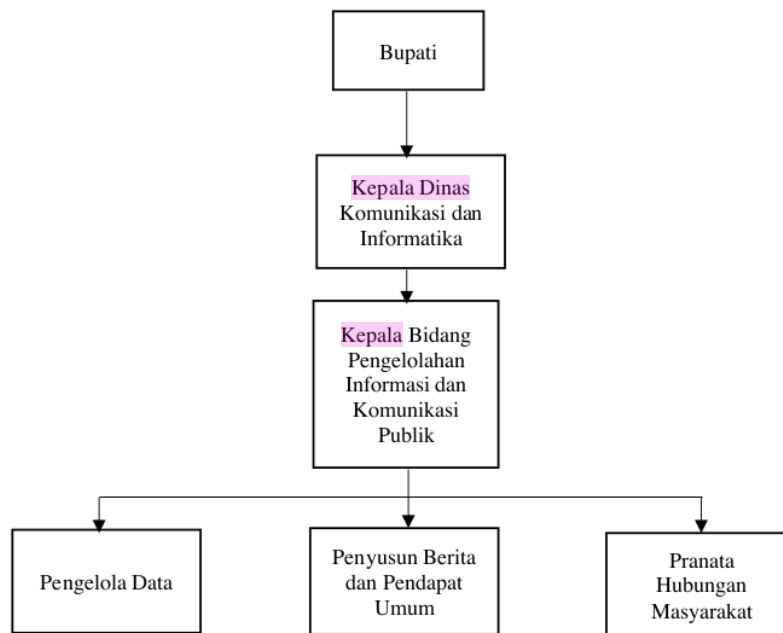 Bupati
Kepala Dinas
Komunikasi dan
Informatika
Kepala Bidang
Pengelolahan
Informasi dan
Komunikasi
Publik
Pengelola Data
Penyusun Berita
dan Pendapat
Umum
Pranata
Hubungan
Masyarakat